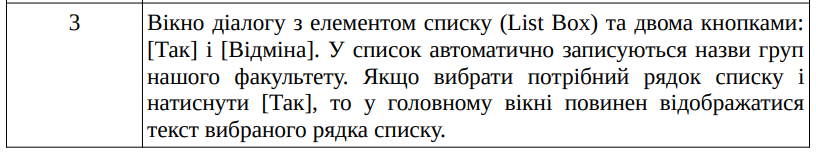 3
Вікно діалогу з елементом списку (List Box) та двома кнопками:
[Так] і [Відміна]. У список автоматично записуються назви груп
нашого факультету. Якщо вибрати потрібний рядок списку і
натиснути [Так], то у головному вікні повинен відображатися
текст вибраного рядка списку.